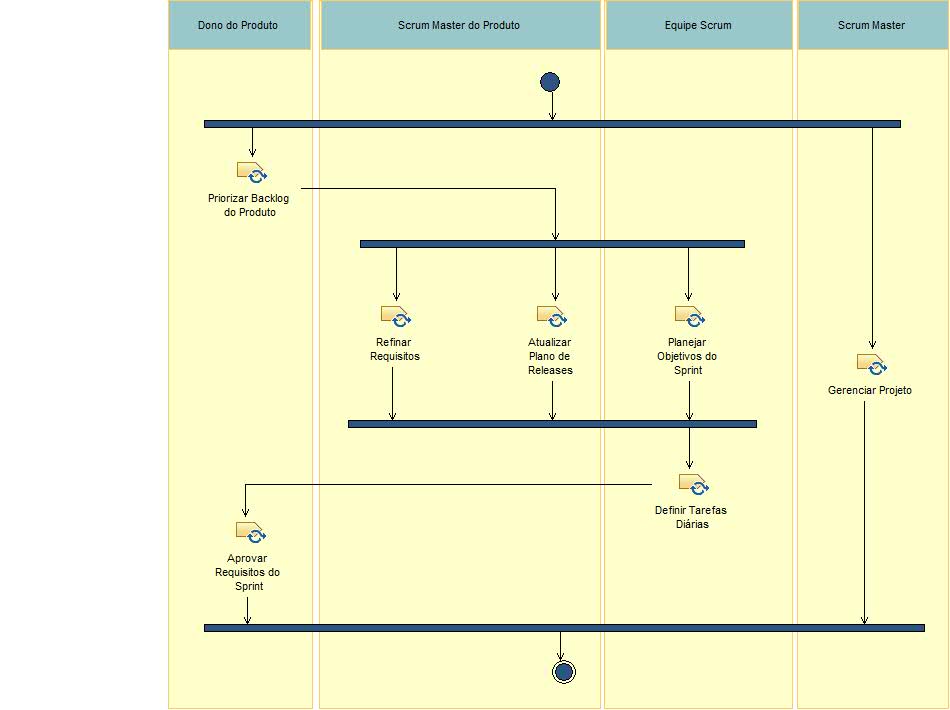 Dono do Produto
Scrum Master do Produto
Equipe Scrum
Scrum Master
Priorizar Backlog
do Produto
Refinar
Requisitos
Atualizar
Plano de
Releases
Planejar
Objetivos do
Sprint
Gerenciar Projeto
Definir Tarefas
Diárias
Aprovar
Requisitos do
Sprint